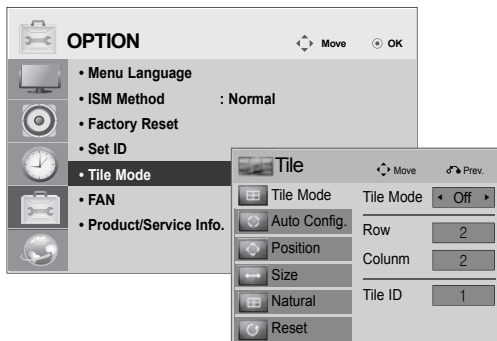 OPTION
Move
OK
• Menu Language
• ISM Method : Normal
• Factory Reset
• Set ID
• Tile Mode
• FAN
• Product/Service Info.
Tile
Move
Prev.
Tile Mode
Auto Config.
Position
Size
Natural
Reset
Tile Mode ◂ Off ▸
Row 2
Colunm 2
Tile ID 1